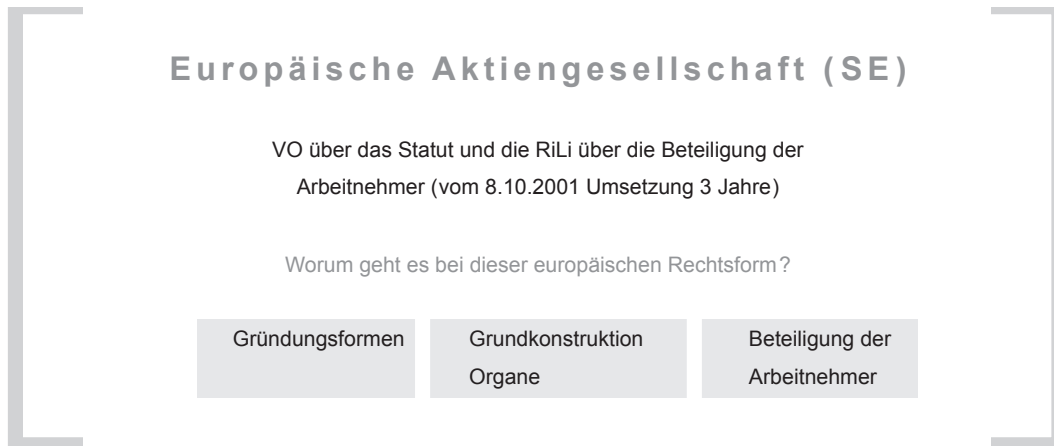 Europäische Aktiengesellschaft (SE)
VO über das Statut und die RiLi über die Beteiligung der
Arbeitnehmer (vom 8.10.2001 Umsetzung 3 Jahre)
Worum geht es bei dieser europäischen Rechtsform?
Gründungsformen
Grundkonstruktion
Organe
Beteiligung der
Arbeitnehmer